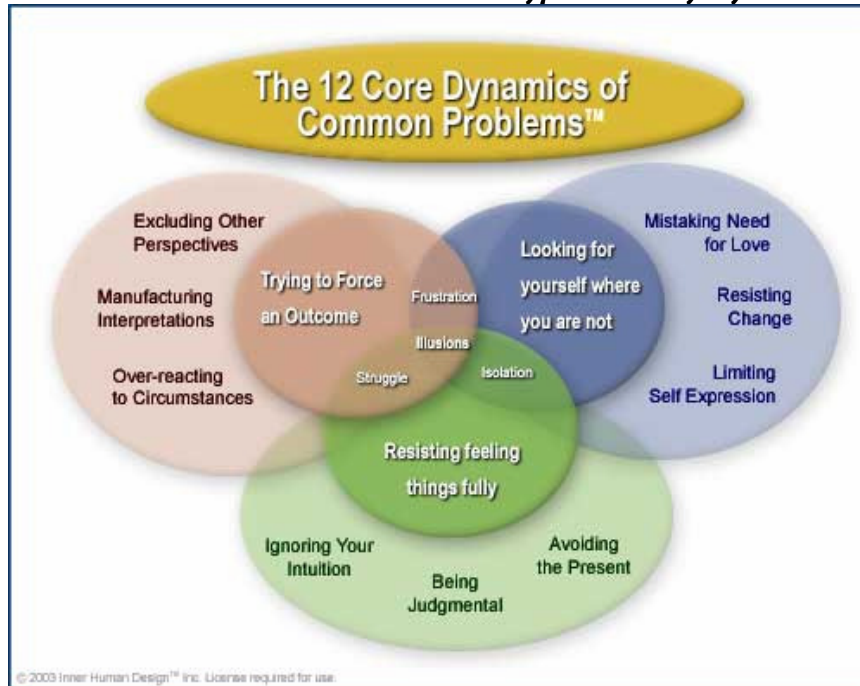 The 12 Core Dynamics of
Common Problems™
Excluding Other
Perspectives
Manufacturing
Interpretations
Over-reacting
to Circumstances
Trying to Force
an Outcome
Frustration
Illusions
Struggle
Isolation
Looking for
yourself where
you are not
Mistaking Need
for Love
Resisting
Change
Limiting
Self Expression
Resisting feeling
things fully
Ignoring Your
Intuition
Being
Judgmental
Avoiding
the Present
© 2003 Inner Human Design™ Inc. License required for use.